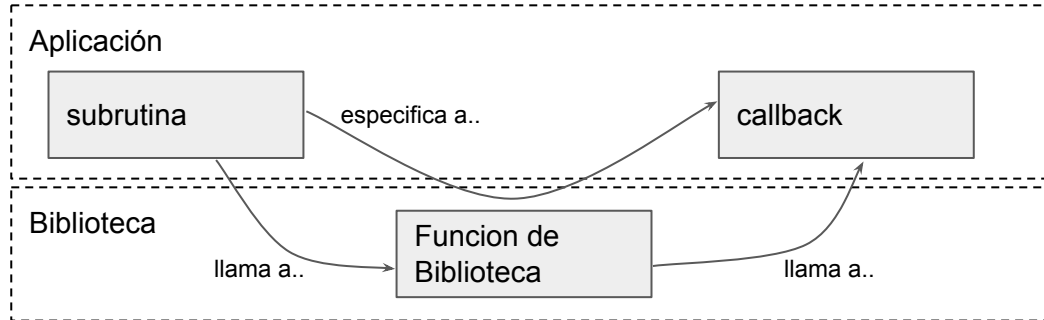 Aplicación
subrutina
especifica a..
callback
Biblioteca
Funcion de
Biblioteca
llama a..
llama a..